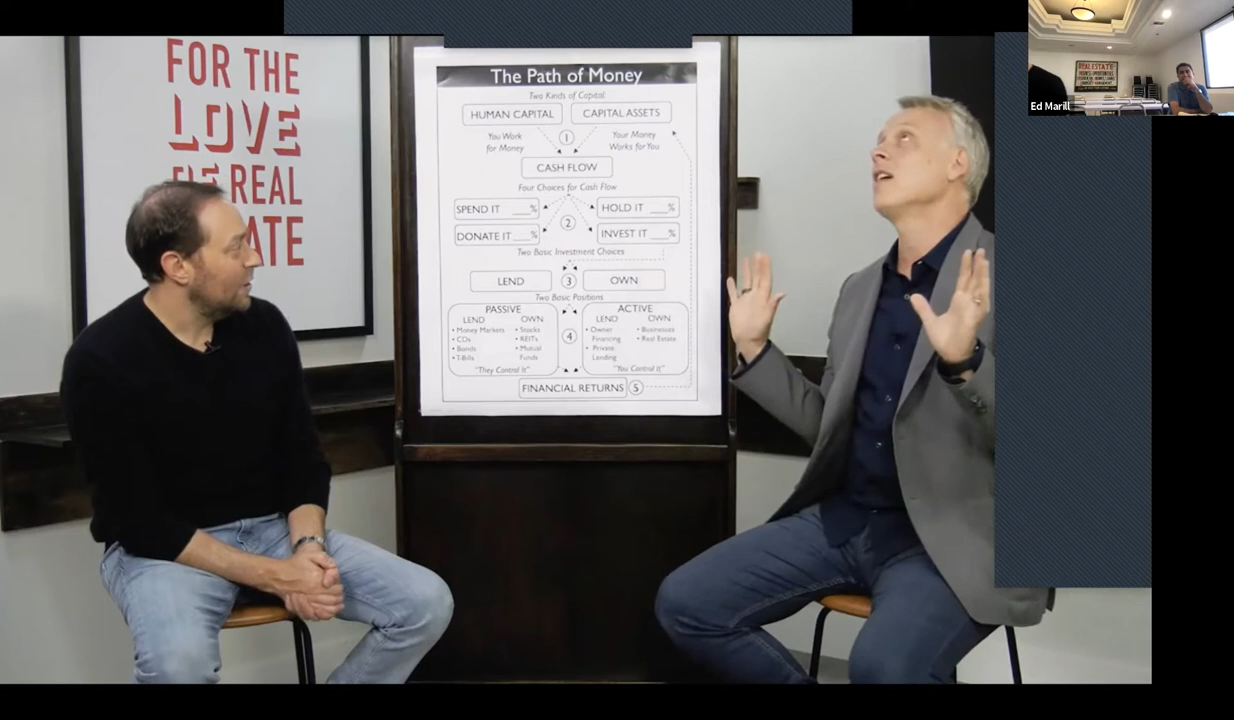 FOR THE
LOVE
REAL
The Path of Money
Two Kinds of Capital:
HUMAN CAPITAL
CAPITAL ASSETS
You Work
for Money
1
Your Money
Works for You
CASH FLOW
Four Choices for Cash Flow
SPEND IT ___%
HOLD IT ___%
2
DONATE IT ___%
INVEST IT ___%
Two Basic Investment Choices
LEND
3
OWN
Two Basic Positions
PASSIVE
LEND
• Money Markets
• CDs
• Bonds
• T-Bills
OWN
• Stocks
• REITs
• Mutual
Funds
"They Control It"
4
ACTIVE
LEND
• Owner
Financing
• Private
Lending
OWN
• Businesses
• Real Estate
"You Control It"
FINANCIAL RETURNS
5
Ed Marill
REAL ESTATE